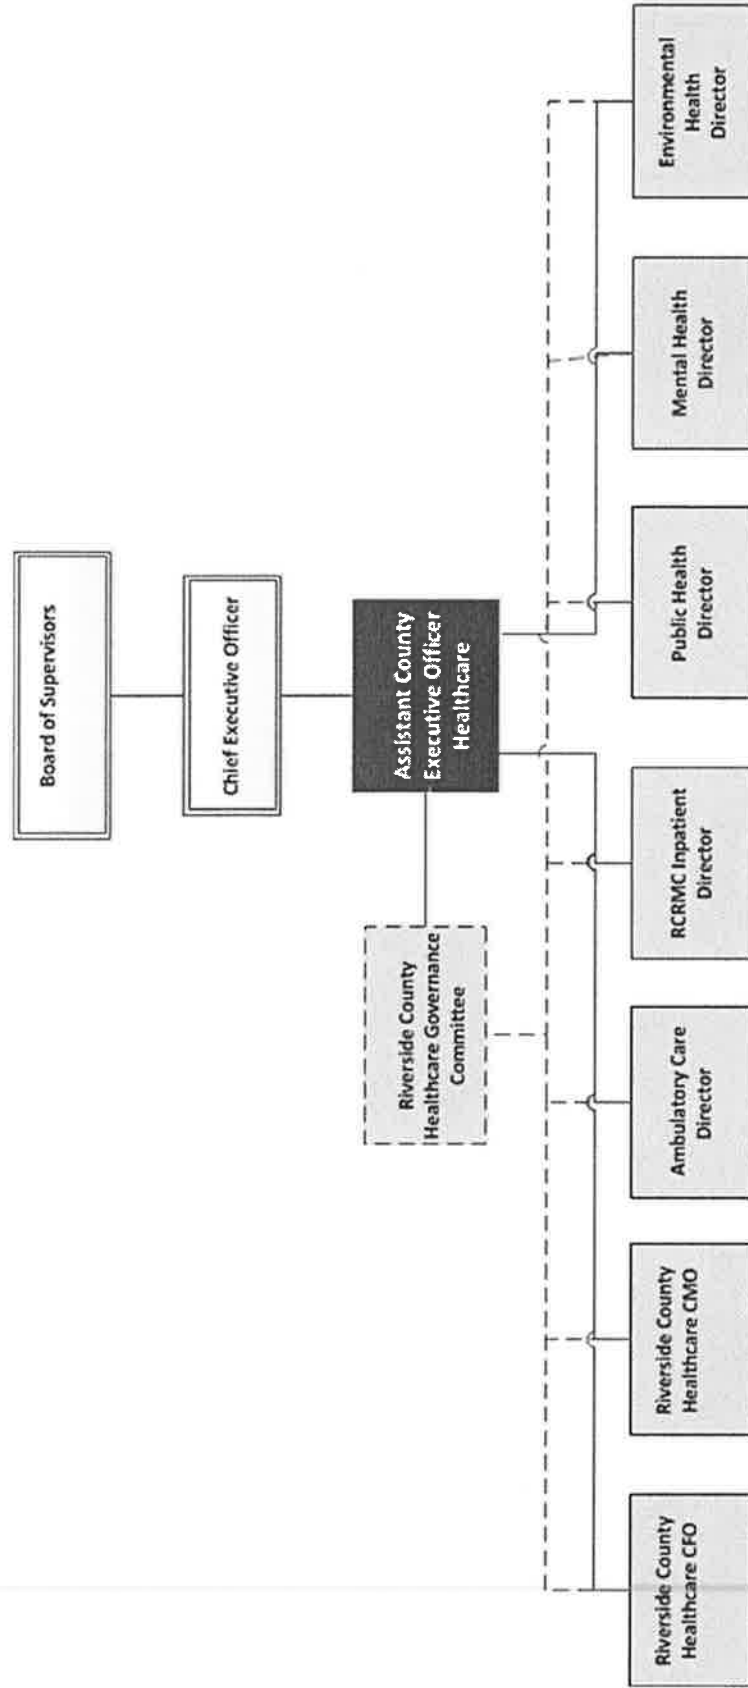 Board of Supervisors
Chief Executive Officer
Assistant County
Executive Officer
Healthcare
Riverside County
Healthcare Governance
Committee
Riverside County
Healthcare CFO
Riverside County
Healthcare CMO
Ambulatory Care
Director
RCRMC Inpatient
Director
Public Health
Director
Mental Health
Director
Environmental
Health
Director